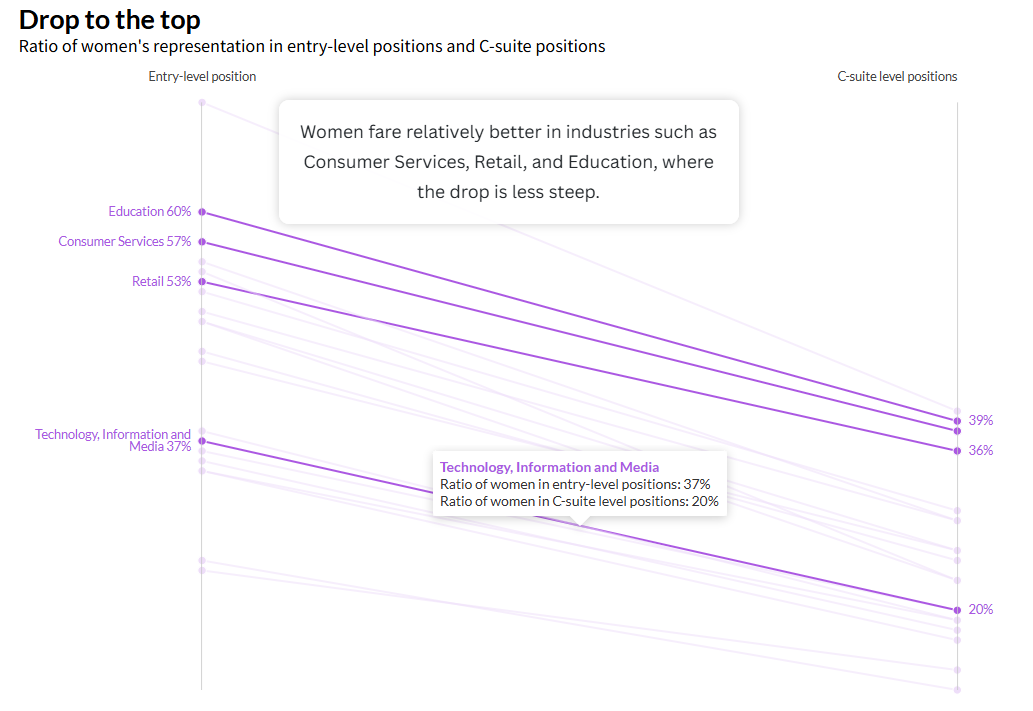 Drop to the top
Ratio of women's representation in entry-level positions and C-suite positions
Entry-level position
C-suite level positions
Women fare relatively better in industries such as
Consumer Services, Retail, and Education, where
the drop is less steep.
Education 60%
Consumer Services 57%
Retail 53%
39%
36%
Technology, Information and
Media 37%
Technology, Information and Media
Ratio of women in entry-level positions: 37%
Ratio of women in C-suite level positions: 20%
20%